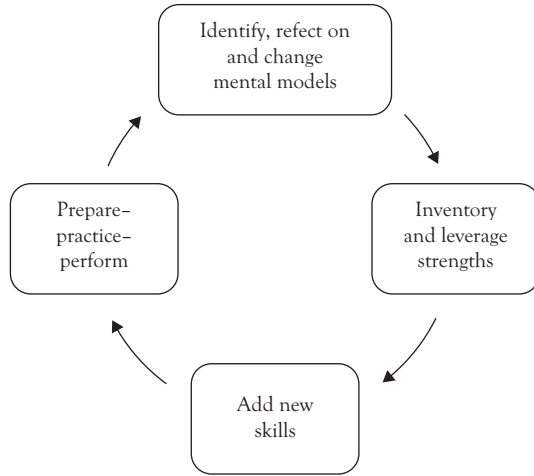 Identify, refect on
and change
mental models
Inventory
and leverage
strengths
Add new
skills
Prepare–
practice–
perform